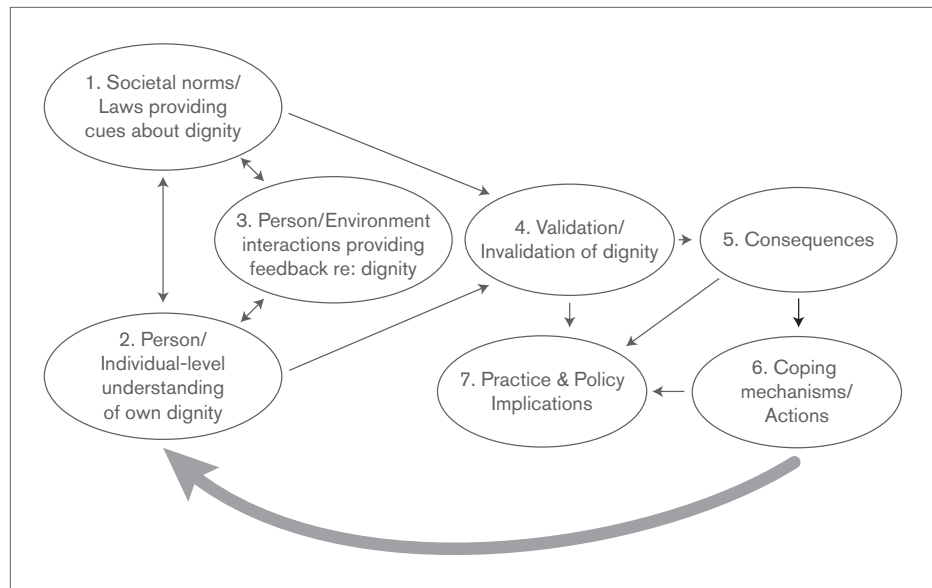 1. Societal norms/
Laws providing
cues about dignity
3. Person/Environment
interactions providing
feedback re: dignity
2. Person/
Individual-level
understanding
of own dignity
4. Validation/
Invalidation of dignity
5. Consequences
7. Practice & Policy
Implications
6. Coping
mechanisms/
Actions